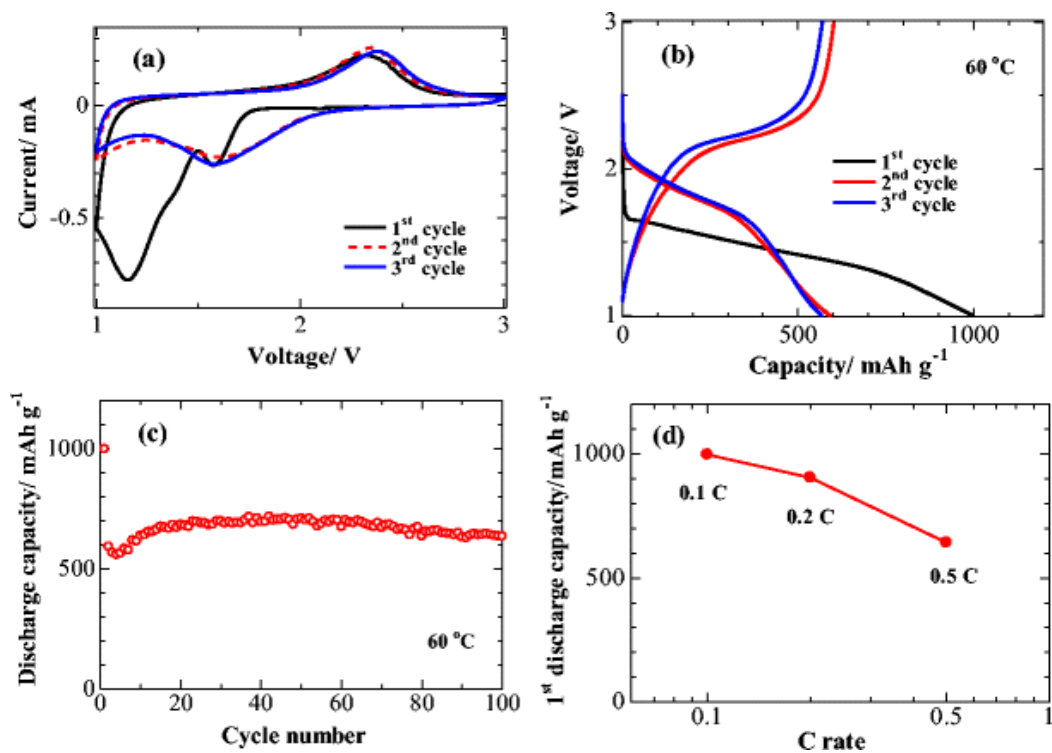 (a)
Current/ mA
0
-0.5
1st cycle
2nd cycle
3rd cycle
1
2
3
Voltage/ V
(b)
60 °C
Voltage/ V
3
2
1
1st cycle
2nd cycle
3rd cycle
0
500
1000
Capacity/ mAh g-1
(c)
Discharge capacity/ mAh g-1
1000
500
0
60 °C
0
20
40
60
80
100
Cycle number
(d)
1st discharge capacity/mAh g-1
1000
500
0
0.1 C
0.2 C
0.5 C
0.1
0.5
1
C rate